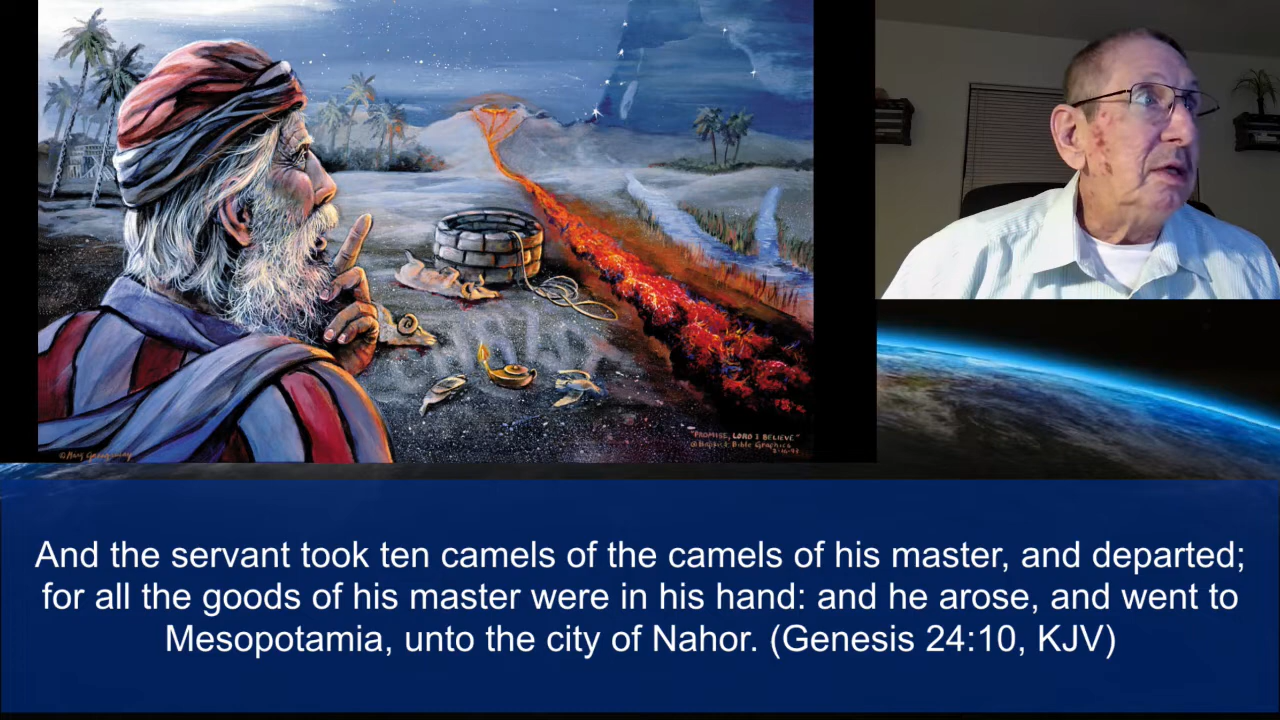 "PROMISE, LORD I BELIEVE"
Bible Graphics
And the servant took ten camels of the camels of his master, and departed;
for all the goods of his master were in his hand: and he arose, and went to
Mesopotamia, unto the city of Nahor. (Genesis 24:10, KJV)